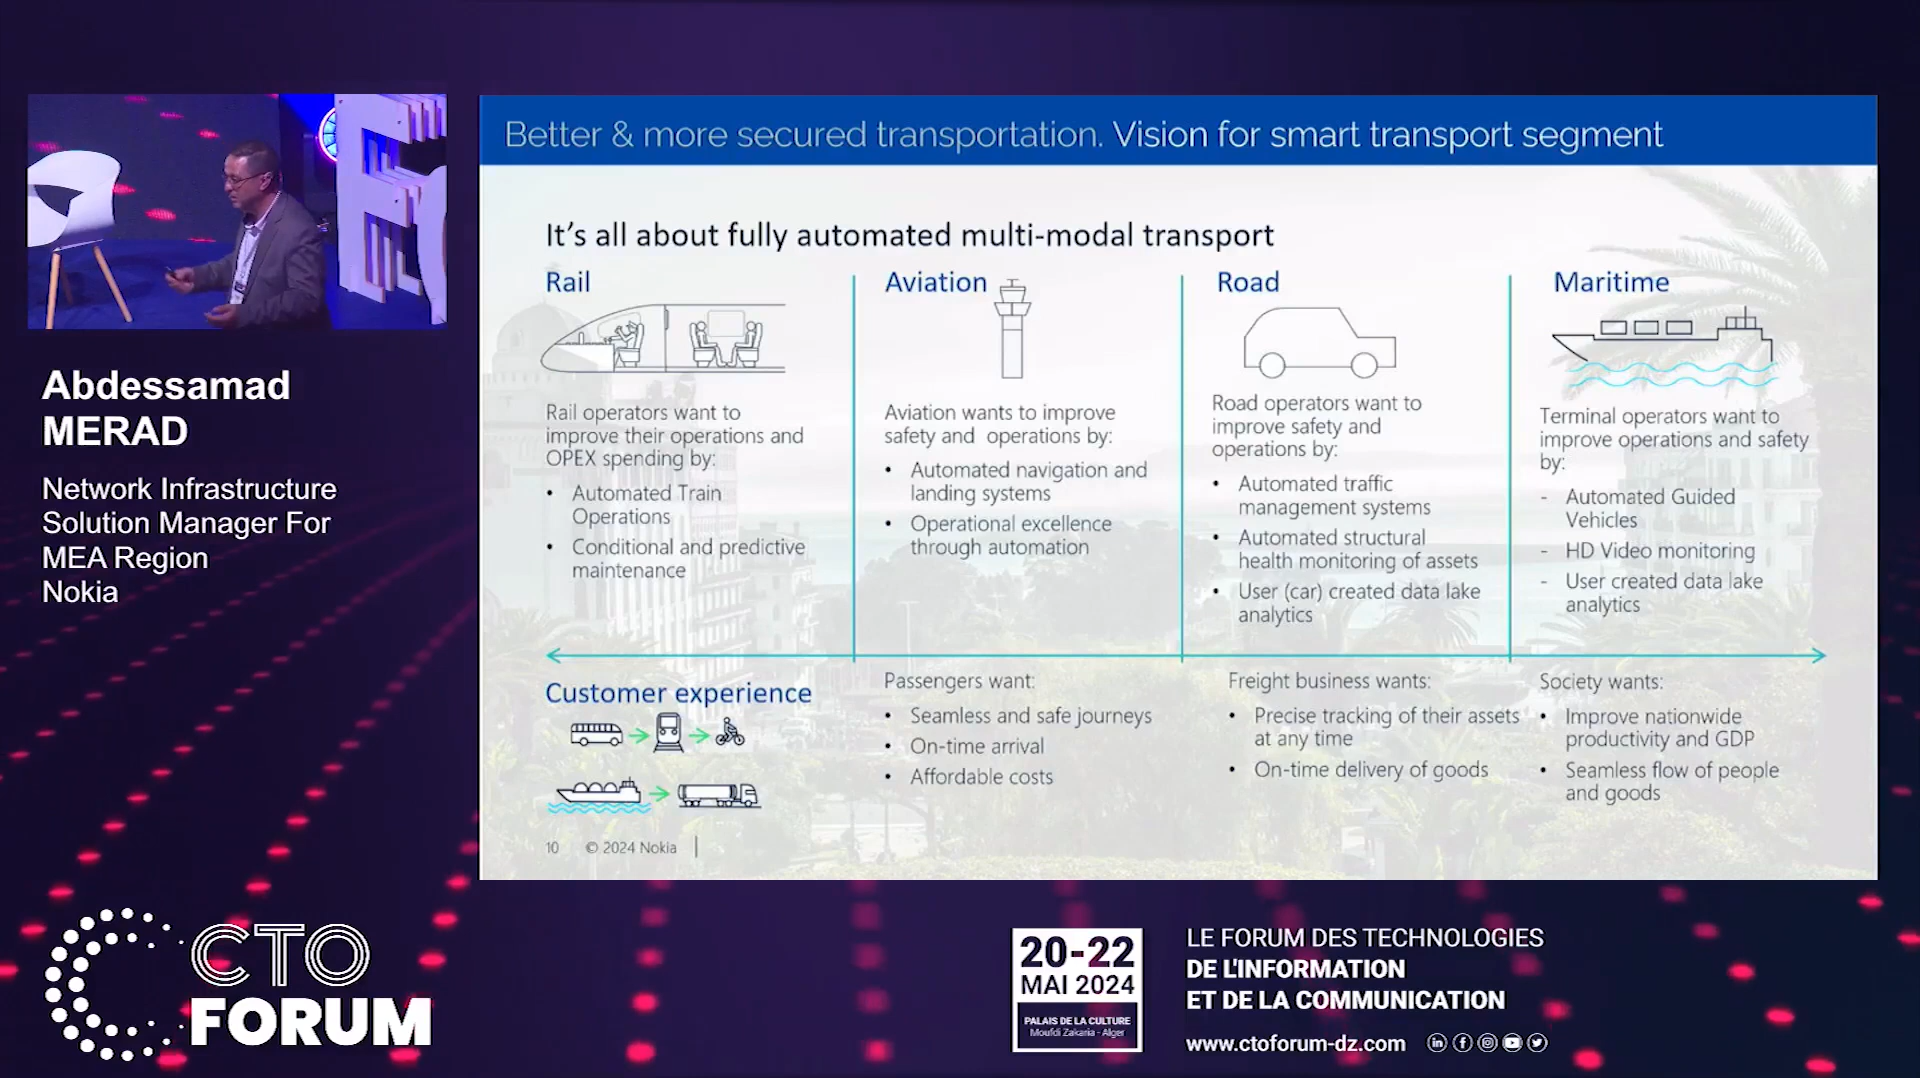 Better & more secured transportation. Vision for smart transport segment
It's all about fully automated multi-modal transport
Rail
Rail operators want to
improve their operations and
OPEX spending by:
• Automated Train
Operations
• Conditional and predictive
maintenance
Aviation
Aviation wants to improve
safety and operations by:
• Automated navigation and
landing systems
• Operational excellence
through automation
Road
Road operators want to
improve safety and
operations by:
• Automated traffic
management systems
• Automated structural
health monitoring of assets
• User (car) created data lake
analytics
Maritime
Terminal operators want to
improve operations and safety
by:
- Automated Guided
Vehicles
- HD Video monitoring
- User created data lake
analytics
Customer experience
Passengers want:
• Seamless and safe journeys
• On-time arrival
• Affordable costs
Freight business wants:
• Precise tracking of their assets
at any time
• On-time delivery of goods
Society wants:
• Improve nationwide
productivity and GDP
• Seamless flow of people
and goods
10 © 2024 Nokia
Abdessamad
MERAD
Network Infrastructure
Solution Manager For
MEA Region
Nokia
CTO
FORUM
20-22
MAI 2024
PALAIS DE LA CULTURE
Moufdi Zakaria - Alger
LE FORUM DES TECHNOLOGIES
DE L'INFORMATION
ET DE LA COMMUNICATION
www.ctoforum-dz.com